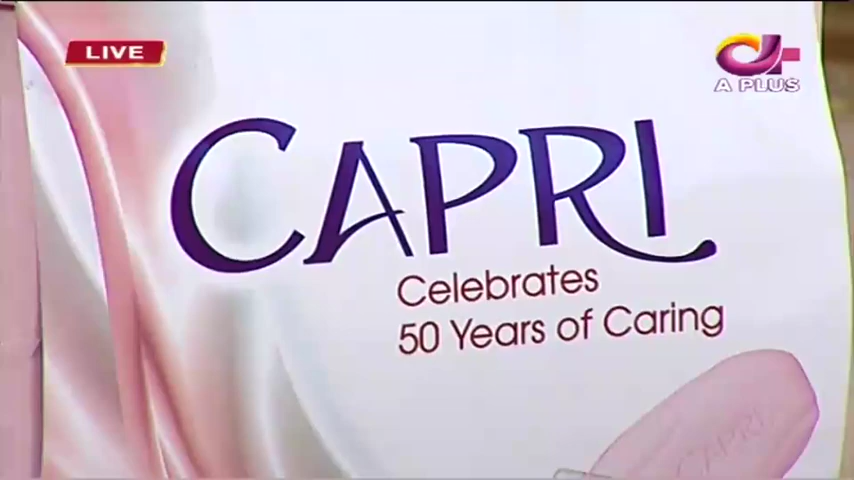 LIVE
A PLUS
CAPRI
Celebrates
50 Years of Caring
CAPRI